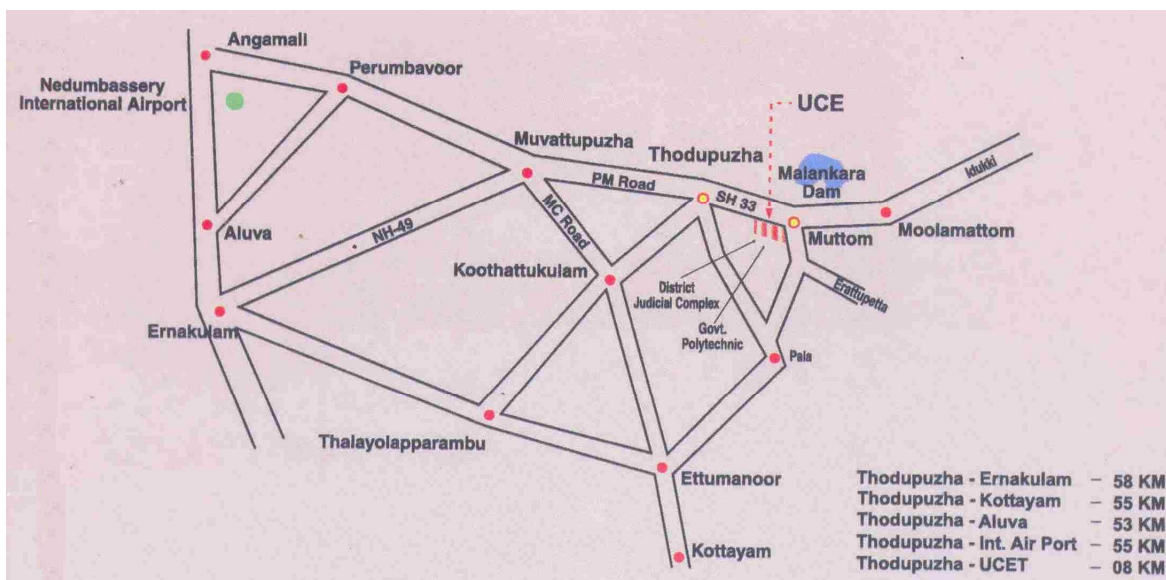 Angamali
Perumbavoor
Nedumbassery
International Airport
UCE
Muvattupuzha
Thodupuzha
Malankara
Dam
Idukki
PM Road
SH 33
MC Road
Aluva
NH-49
Muttom
Moolamattom
Koothattukulam
District
Judicial Complex
Erattupetta
Govt.
Polytechnic
Ernakulam
Pala
Thalayolapparambu
Ettumanoor
Kottayam
Thodupuzha - Ernakulam – 58 KM
Thodupuzha - Kottayam – 55 KM
Thodupuzha - Aluva – 53 KM
Thodupuzha - Int. Air Port – 55 KM
Thodupuzha - UCET – 08 KM